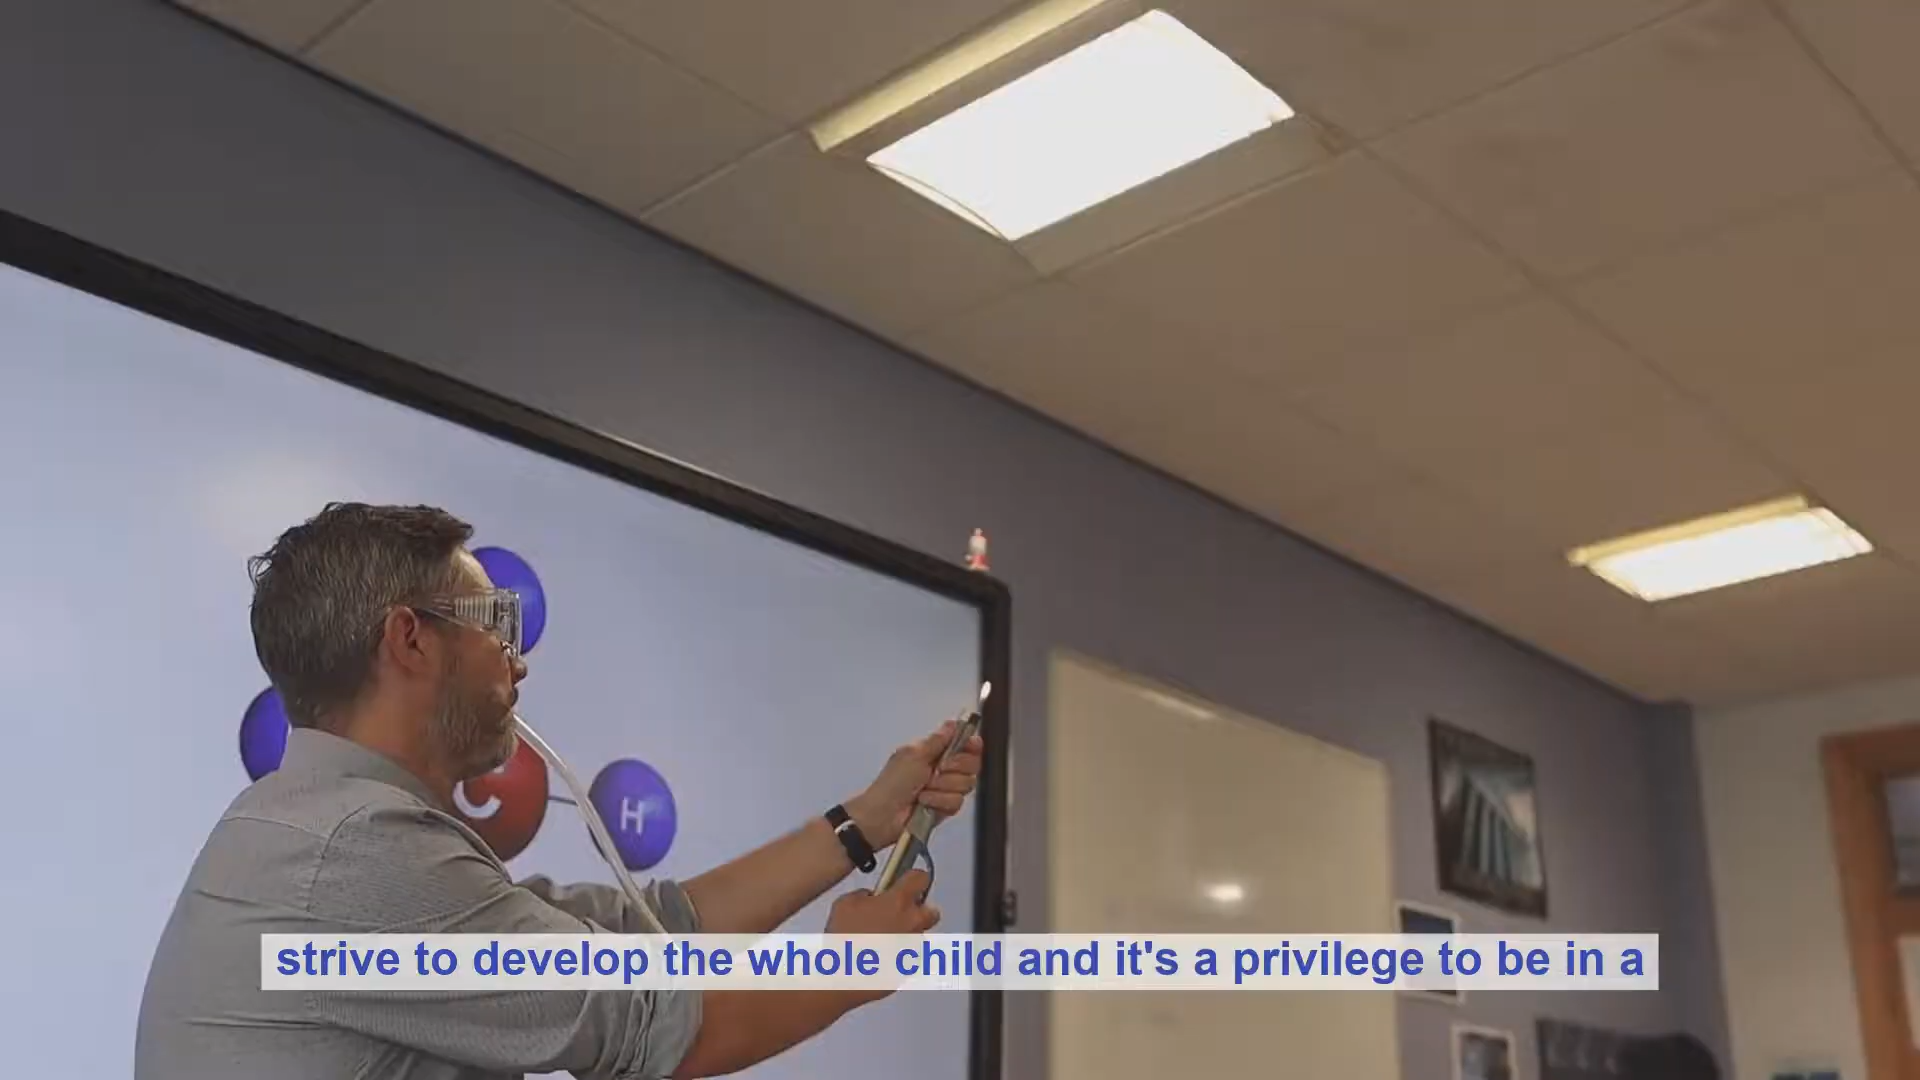 C
H
strive to develop the whole child and it's a privilege to be in a